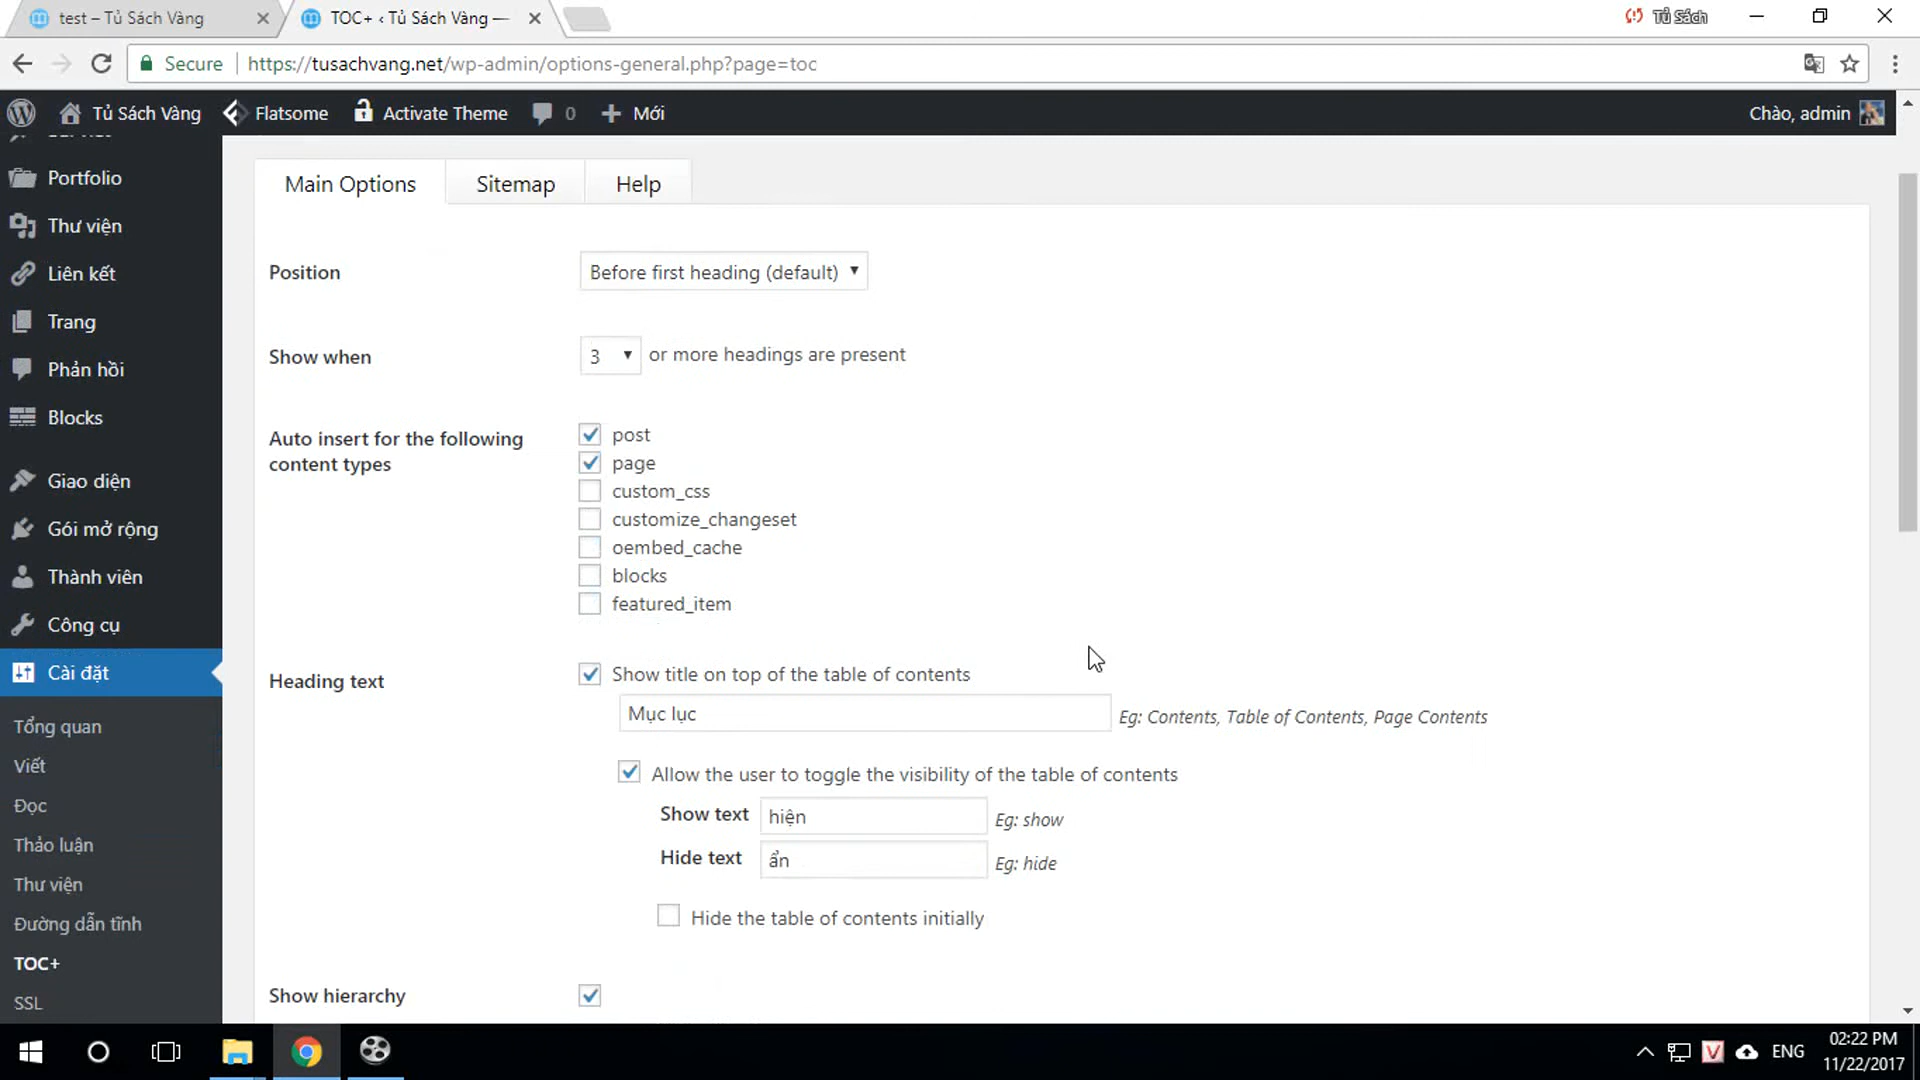 test – Tủ Sách Vàng
TOC+ ‹ Tủ Sách Vàng —
Tủ Sách
Secure
https://tusachvang.net/wp-admin/options-general.php?page=toc
Tủ Sách Vàng
Flatsome
Activate Theme
0
Mới
Chào, admin
Portfolio
Thư viện
Liên kết
Trang
Phản hồi
Blocks
Giao diện
Gói mở rộng
Thành viên
Công cụ
Cài đặt
Tổng quan
Viết
Đọc
Thảo luận
Thư viện
Đường dẫn tĩnh
TOC+
SSL
Main Options
Sitemap
Help
Position
Before first heading (default)
Show when
3
or more headings are present
Auto insert for the following
content types
post
page
custom_css
customize_changeset
oembed_cache
blocks
featured_item
Heading text
Show title on top of the table of contents
Mục lục
Eg: Contents, Table of Contents, Page Contents
Allow the user to toggle the visibility of the table of contents
Show text
hiện
Eg: show
Hide text
ẩn
Eg: hide
Hide the table of contents initially
Show hierarchy
V
ENG
02:22 PM
11/22/2017